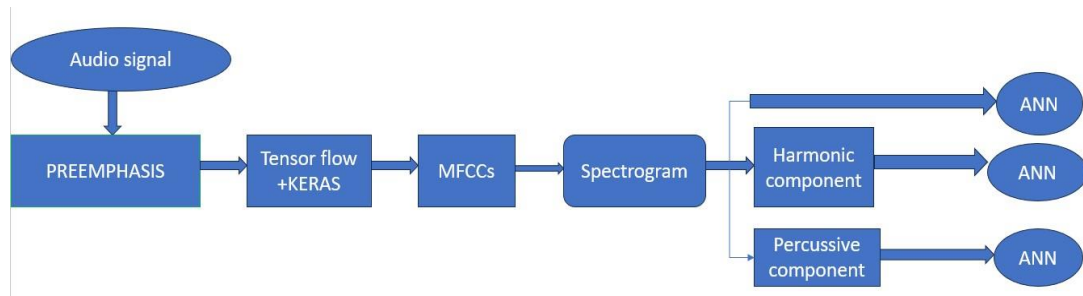 Audio signal
PREEMPHASIS
Tensor flow
+KERAS
MFCCs
Spectrogram
ANN
Harmonic
component
ANN
Percussive
component
ANN